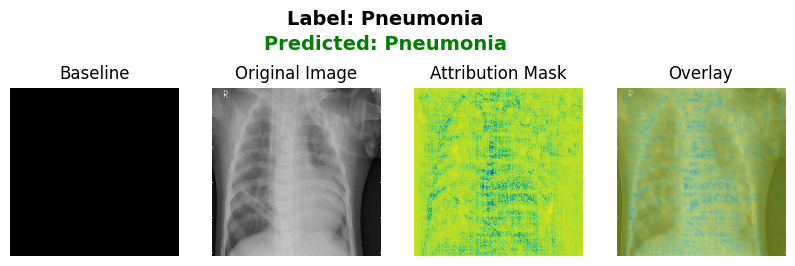 Label: Pneumonia
Predicted: Pneumonia
Baseline
Original Image
Attribution Mask
Overlay
R
R